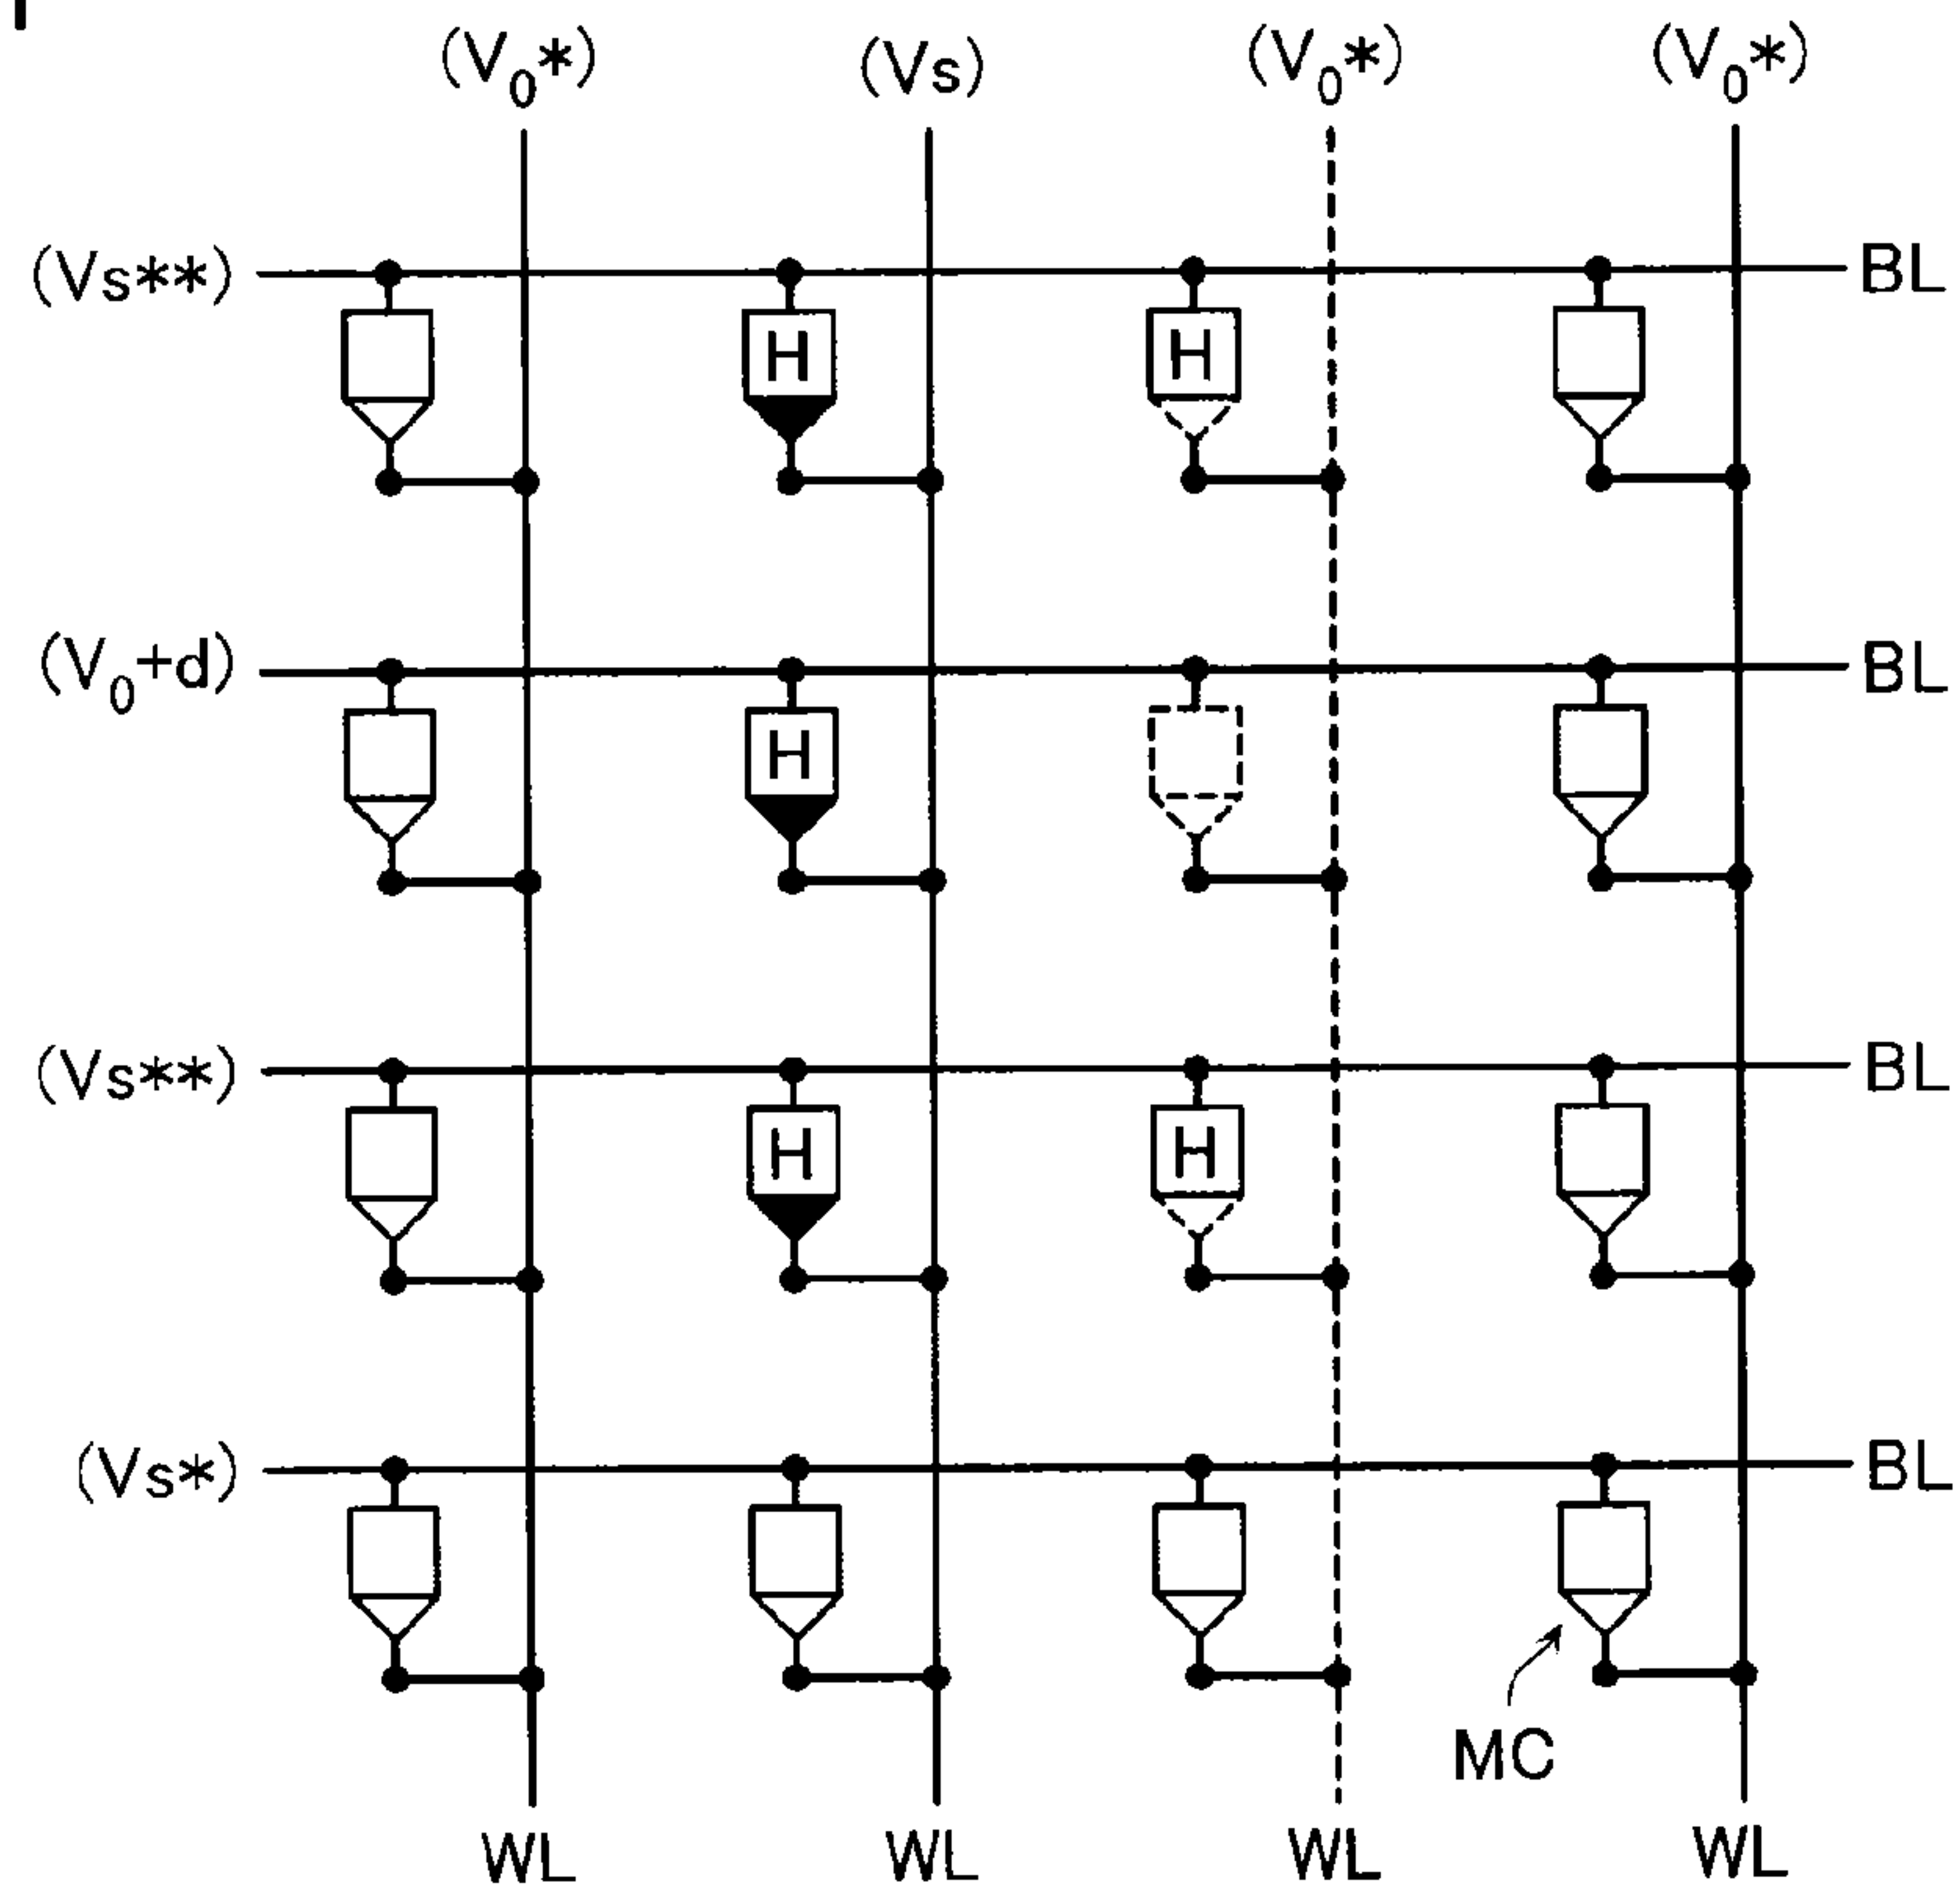 (V₀*) (Vs) (V₀*) (V₀*)
(Vs**) BL
H H
(V₀+d) BL
H
(Vs**) BL
H H
(Vs*) BL
MC
WL WL WL WL